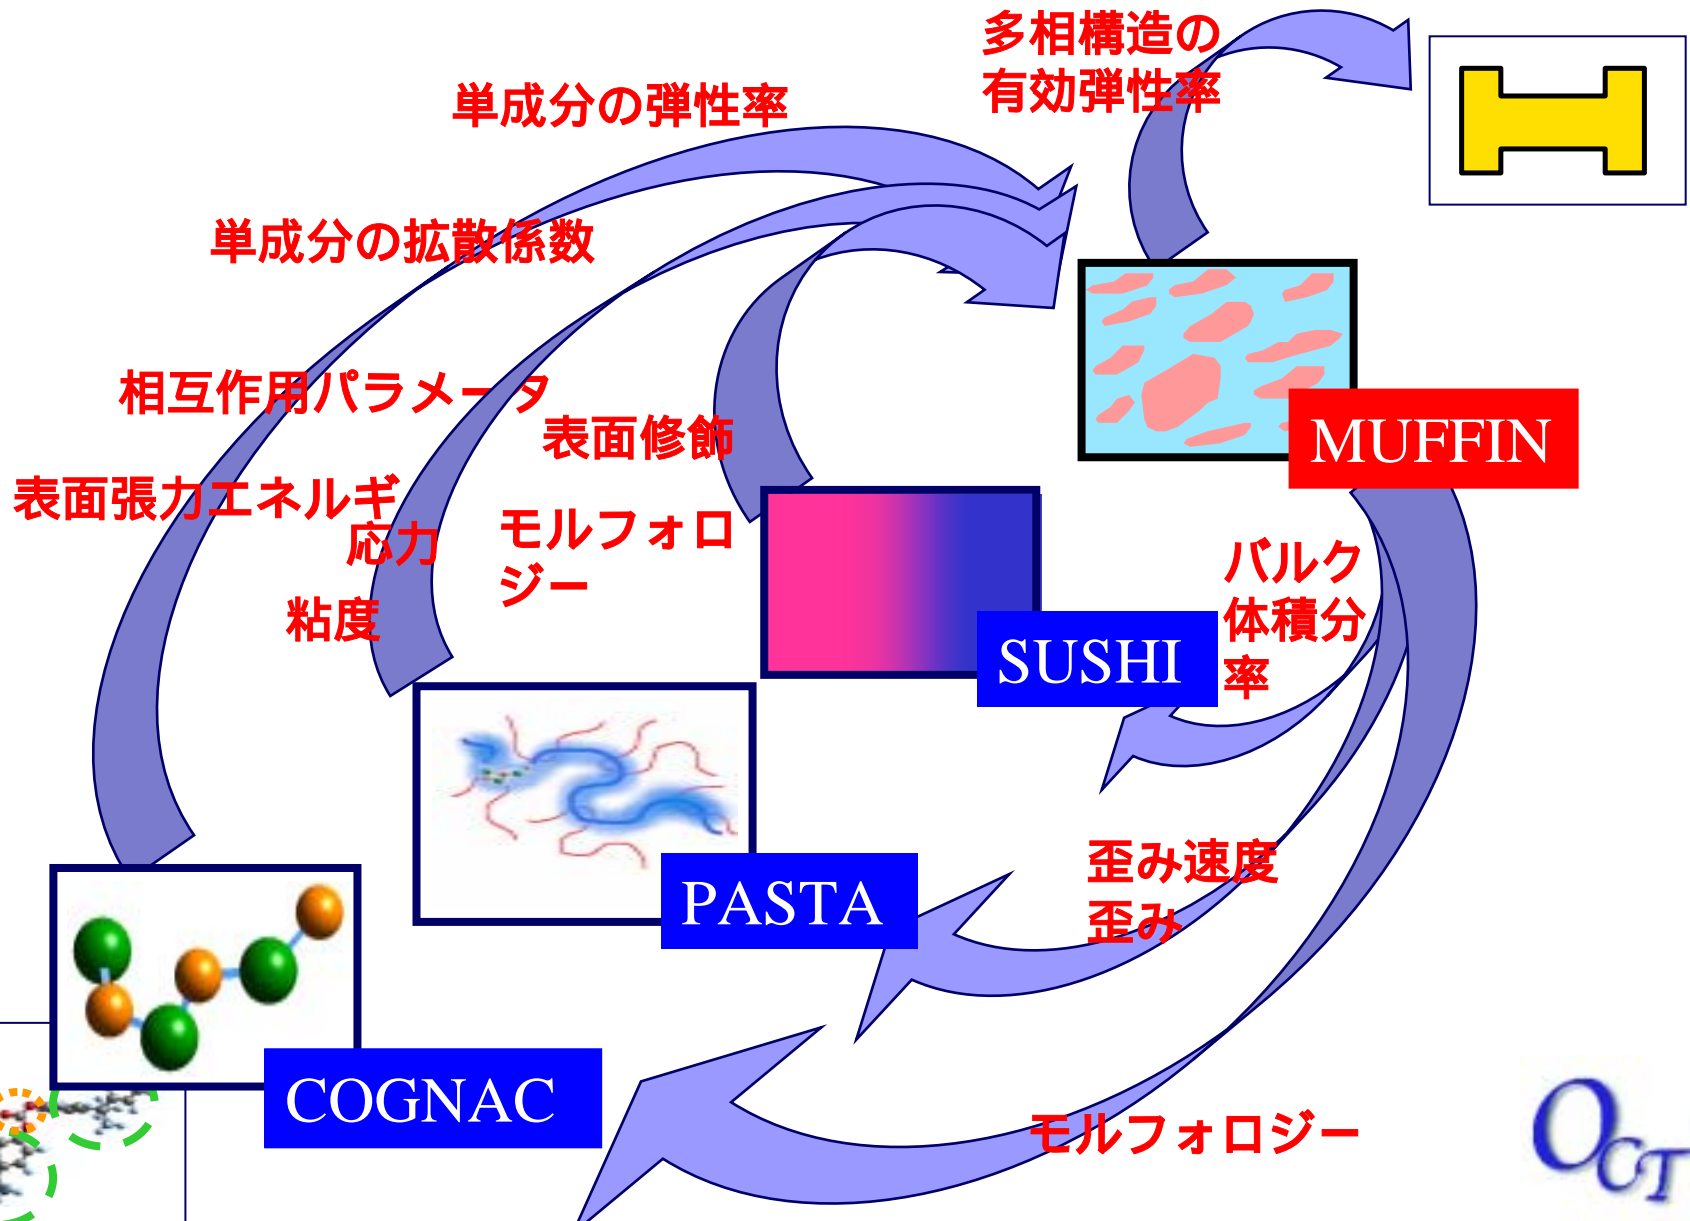 多相構造の
有効弾性率
単成分の弾性率
単成分の拡散係数
相互作用パラメータ
表面修飾
MUFFIN
表面張力エネルギ
応力
モルフォロ
ジー
粘度
バルク
体積分
率
SUSHI
歪み速度
歪み
PASTA
COGNAC
モルフォロジー
OCT